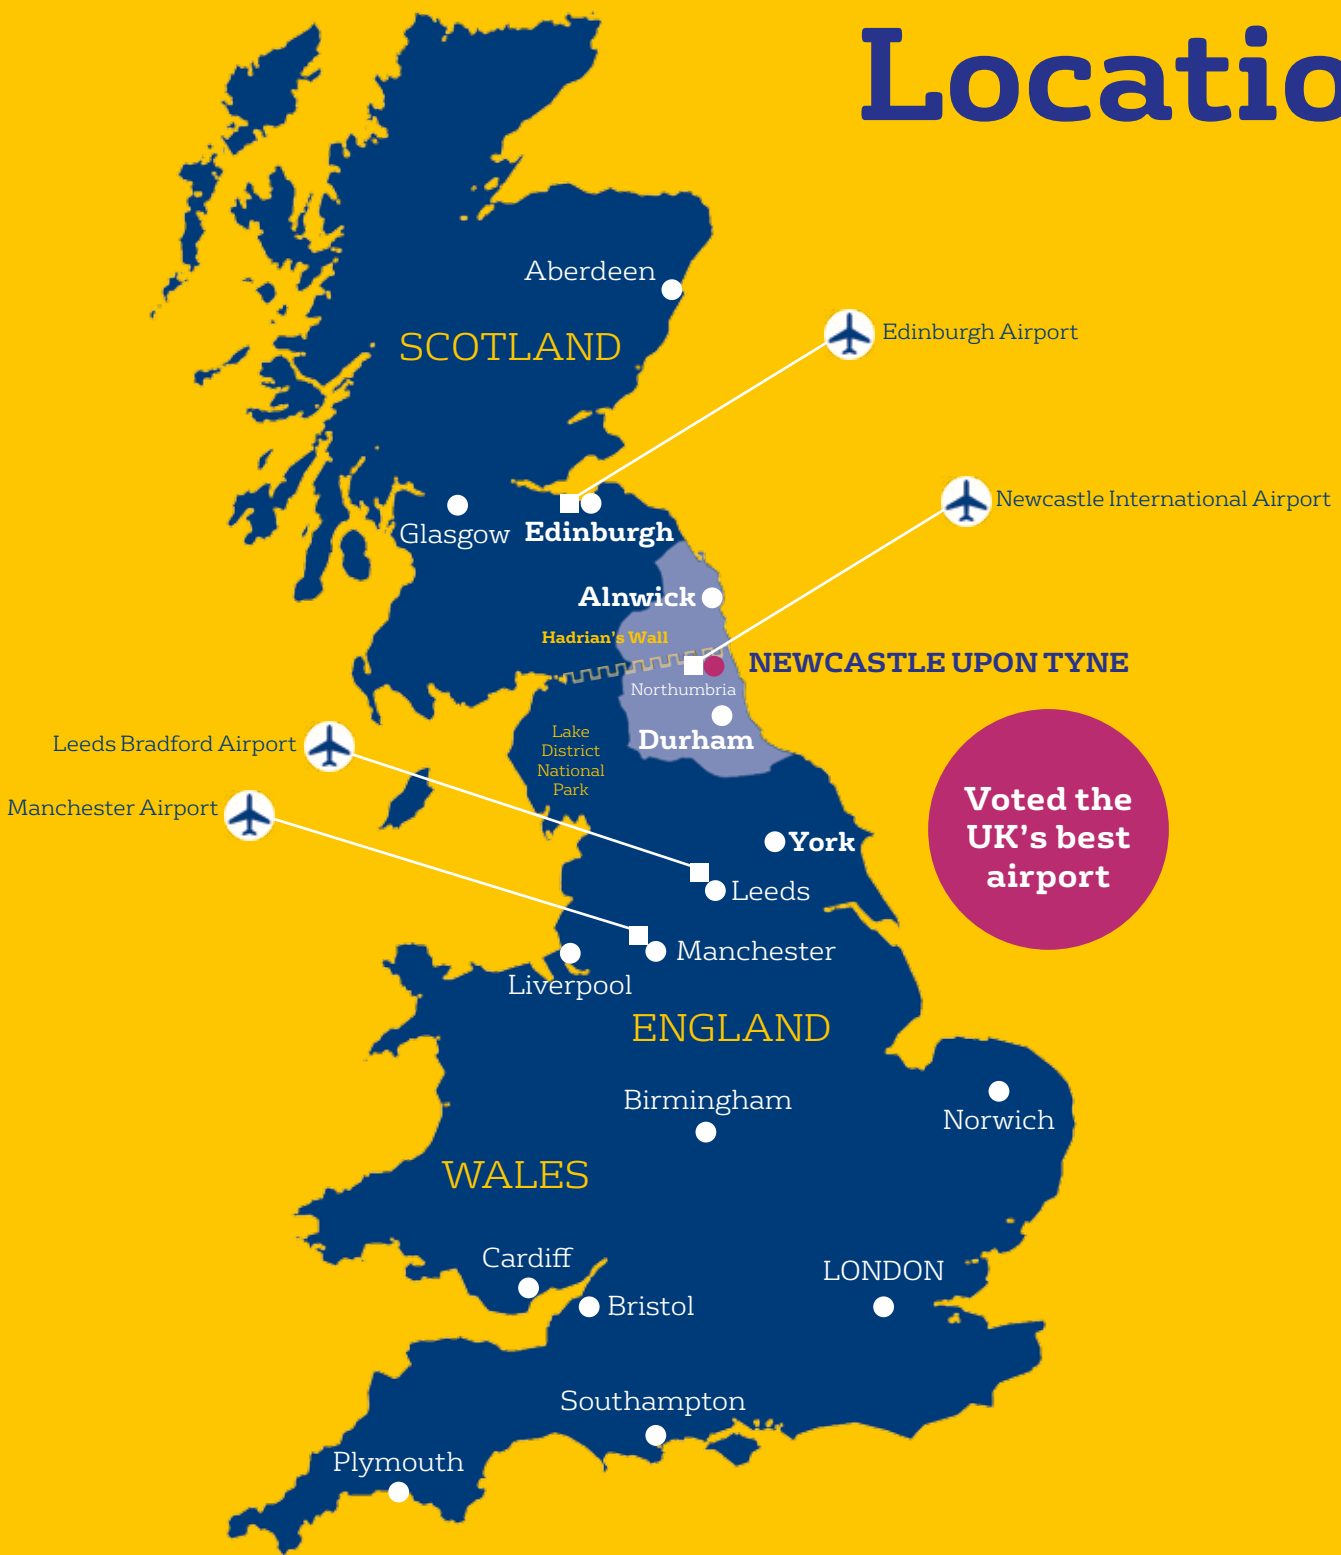 Locatio
Aberdeen
SCOTLAND
Edinburgh Airport
Newcastle International Airport
Glasgow
Edinburgh
Alnwick
Hadrian's Wall
NEWCASTLE UPON TYNE
Northumbria
Durham
Lake
District
National
Park
Leeds Bradford Airport
Manchester Airport
Voted the
UK's best
airport
York
Leeds
Manchester
Liverpool
ENGLAND
Birmingham
Norwich
WALES
Cardiff
LONDON
Bristol
Southampton
Plymouth